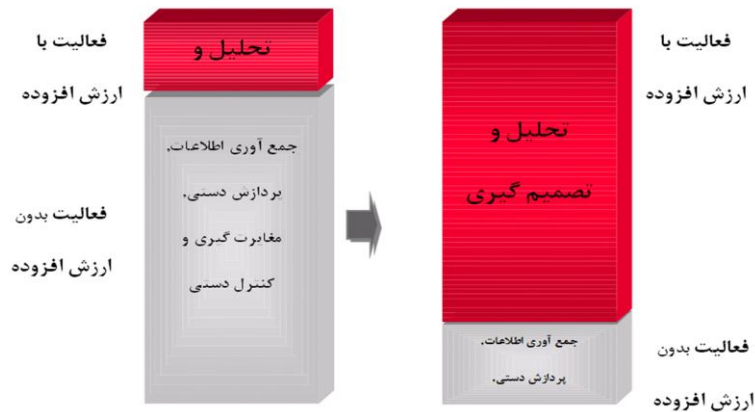 فعالیت با
ارزش افزوده
تحلیل و
جمع آوری اطلاعات،
پردازش دستی،
مغایرت گیری و
کنترل دستی
فعالیت بدون
ارزش افزوده
فعالیت با
ارزش افزوده
تحلیل و
تصمیم گیری
جمع آوری اطلاعات،
پردازش دستی،
فعالیت بدون
ارزش افزوده